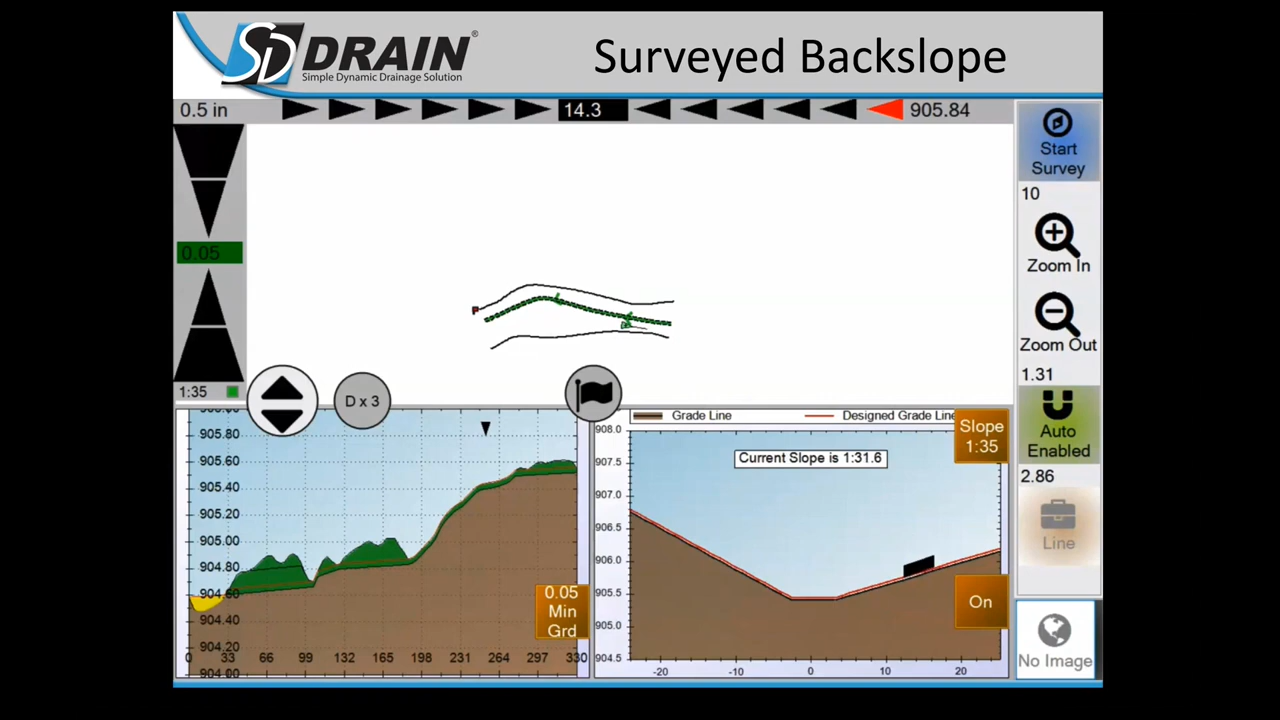 SD DRAIN®
Simple Dynamic Drainage Solution
Surveyed Backslope
0.5 in
14.3
905.84
Start
Survey
10
Zoom In
Zoom Out
1.31
Auto
Enabled
2.86
Line
No Image
0.05
1:35
D x 3
905.80
905.60
905.40
905.20
905.00
904.80
904.60
904.40
904.20
904.00
0 33 66 99 132 165 198 231 264 297 330
0.05
Min
Grd
Grade Line
Designed Grade Line
Slope
1:35
Current Slope is 1:31.6
908.0
907.5
907.0
906.5
906.0
905.5
905.0
904.5
-20 -10 0 10 20
On